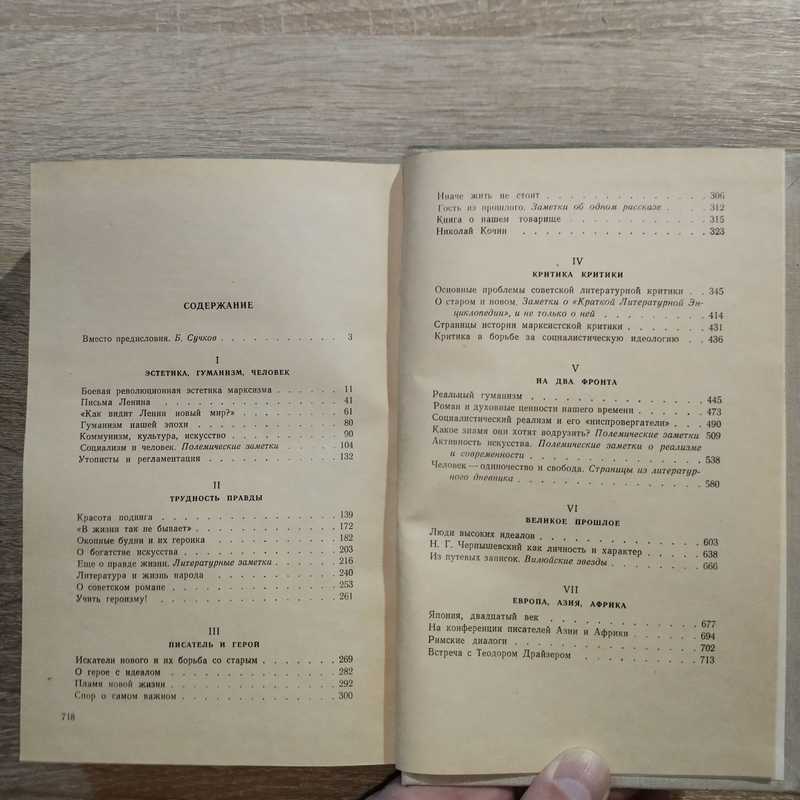 СОДЕРЖАНИЕ
Вместо предисловия. Б. Сучков . . . . . . . . . . . 3
I
ЭСТЕТИКА, ГУМАНИЗМ, ЧЕЛОВЕК
Боевая революционная эстетика марксизма . . . . . . 11
Письма Ленина . . . . . . . . . . . . . . . 41
«Как видит Ленин новый мир?» . . . . . . . . . 61
Гуманизм нашей эпохи . . . . . . . . . . . . 80
Коммунизм, культура, искусство . . . . . . . . . 90
Социализм и человек. Полемические заметки . . . . . 104
Утописты и регламентация . . . . . . . . . . . 132
II
ТРУДНОСТЬ ПРАВДЫ
Красота подвига . . . . . . . . . . . . . . . 139
«В жизни так не бывает» . . . . . . . . . . . . 172
Окопные будни и их героика . . . . . . . . . . . 182
О богатстве искусства . . . . . . . . . . . . . 203
Еще о правде жизни. Литературные заметки . . . . . 216
Литература и жизнь народа . . . . . . . . . . . 240
О советском романе . . . . . . . . . . . . . . 253
Учить героизму! . . . . . . . . . . . . . . . 261
III
ПИСАТЕЛЬ И ГЕРОЙ
Искатели нового и их борьба со старым . . . . . . . 269
О герое с идеалом . . . . . . . . . . . . . . 282
Пламя новой жизни . . . . . . . . . . . . . . 292
Спор о самом важном . . . . . . . . . . . . . 300
718
Иначе жить не стоит . . . . . . . . . . . . . 306
Гость из прошлого. Заметки об одном рассказе . . . . 312
Книга о нашем товарище . . . . . . . . . . . . 315
Николай Кочин . . . . . . . . . . . . . . . 323
IV
КРИТИКА КРИТИКИ
Основные проблемы советской литературной критики . . 345
О старом и новом. Заметки о «Краткой Литературной Эн-
циклопедии», и не только о ней . . . . . . . . . 414
Страницы истории марксистской критики . . . . . . 431
Критика в борьбе за социалистическую идеологию . . . 436
V
НА ДВА ФРОНТА
Реальный гуманизм . . . . . . . . . . . . . . 445
Роман и духовные ценности нашего времени . . . . . 473
Социалистический реализм и его «ниспровергатели» . . 490
Какое знамя они хотят водрузить? Полемические заметки 509
Активность искусства. Полемические заметки о реализме
и современности . . . . . . . . . . . . . . 538
Человек — одиночество и свобода. Страницы из литератур-
ного дневника . . . . . . . . . . . . . . . 580
VI
ВЕЛИКОЕ ПРОШЛОЕ
Люди высоких идеалов . . . . . . . . . . . . . 603
Н. Г. Чернышевский как личность и характер . . . . . 638
Из путевых записок. Вилюйские звезды . . . . . . . 666
VII
ЕВРОПА, АЗИЯ, АФРИКА
Япония, двадцатый век . . . . . . . . . . . . 677
На конференции писателей Азии и Африки . . . . . . 694
Римские диалоги . . . . . . . . . . . . . . . 702
Встреча с Теодором Драйзером . . . . . . . . . . 713